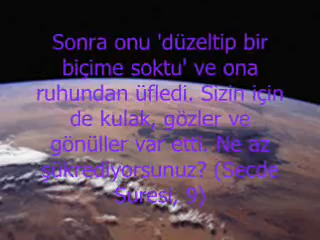 Sonra onu 'düzeltip bir
biçime soktu' ve ona
ruhundan üfledi. Sizin için
de kulak, gözler ve
gönüller var etti. Ne az
şükrediyorsunuz? (Secde
Suresi, 9)